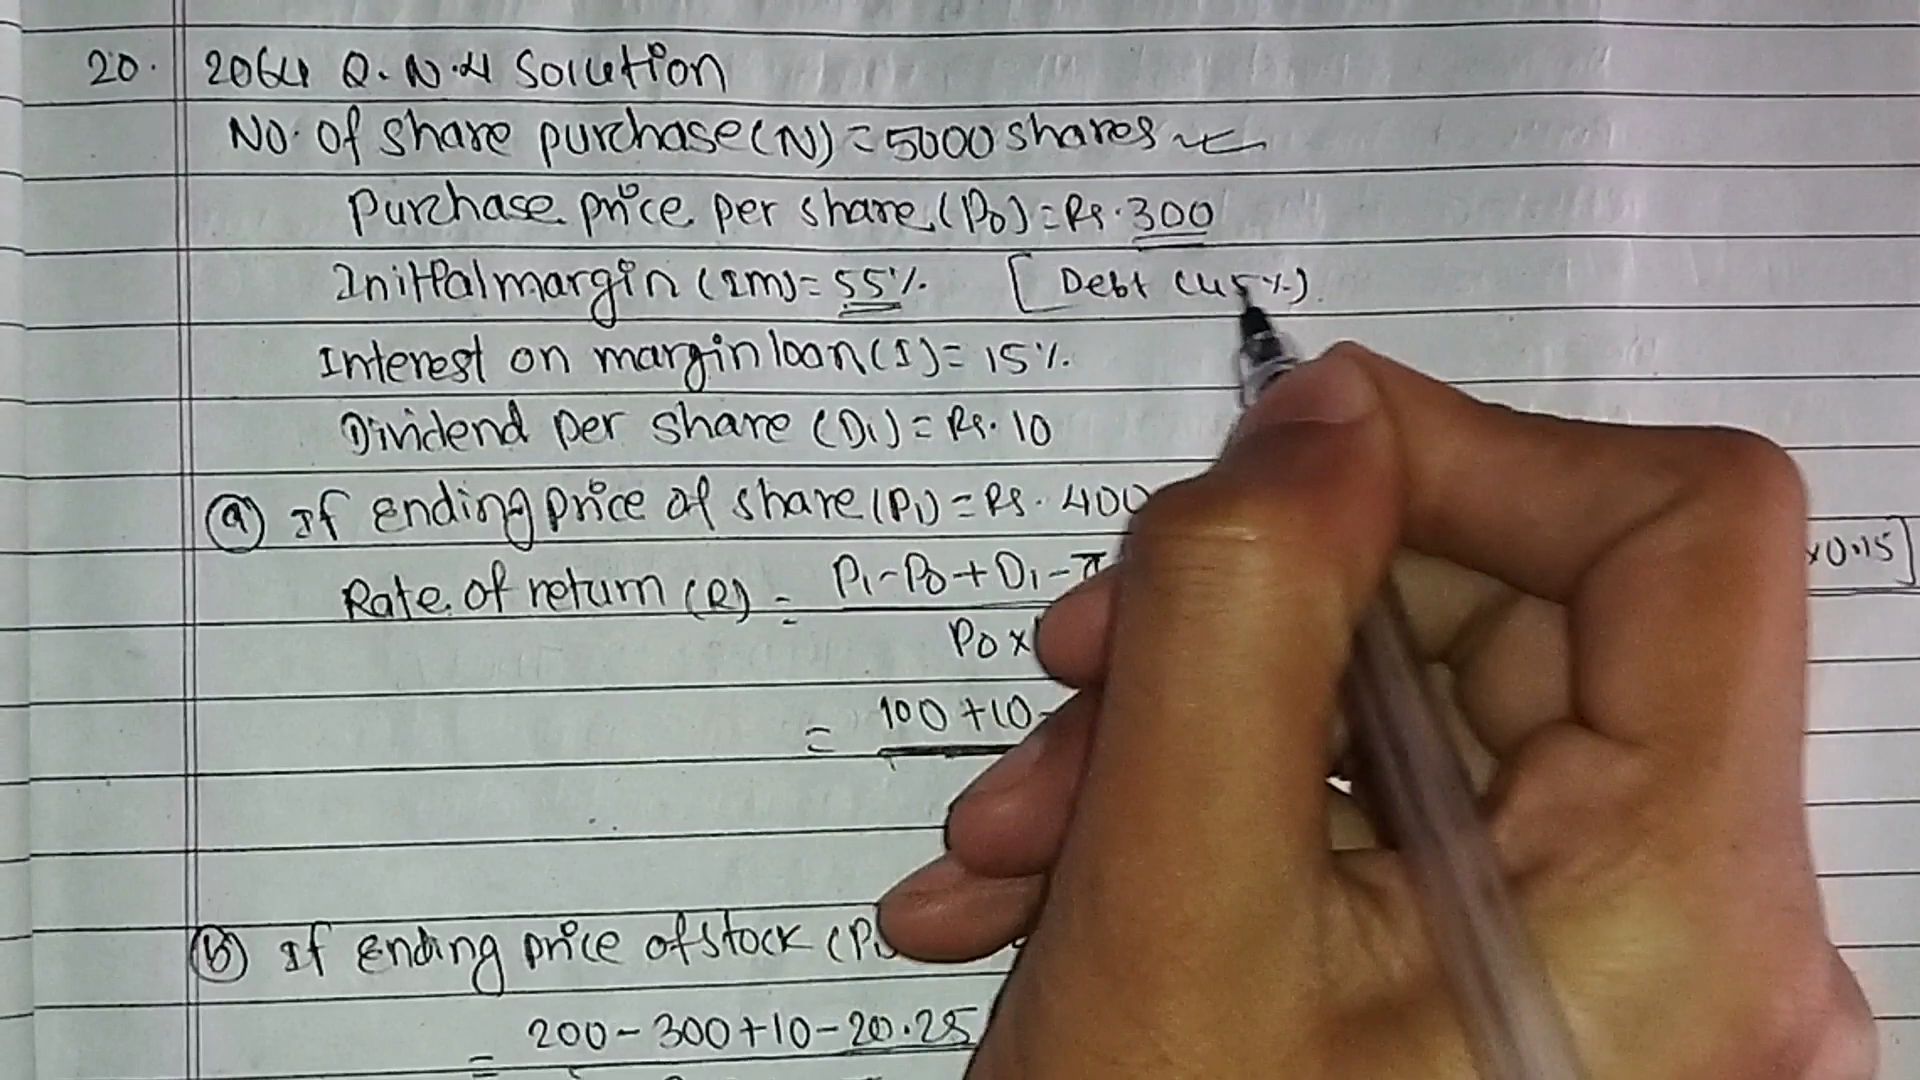 20. 2064 Q.N.4 Solution
No. of share purchase (N) = 5000 shares
Purchase price per share (P0) = Rs. 300
Initial margin (Im) = 55% [Debt (45%)
Interest on margin loan (I) = 15%.
Dividend per share (D1) = Rs. 10
(a) If ending price of share (P1) = Rs. 400
Rate of return (R) = P1 - P0 + D1 - ×0.15]
P0 ×
= 100 + 10 -
(b) If ending price of stock (P1
= 200 - 300 + 10 - 20.25